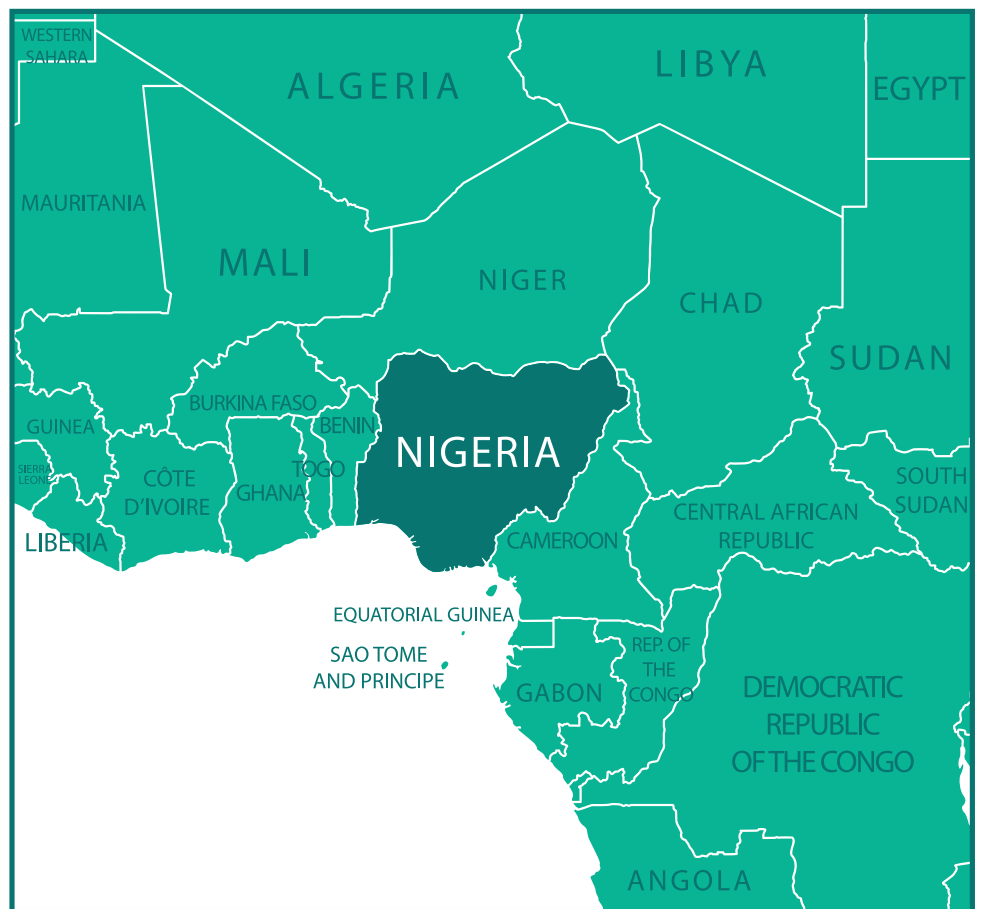 WESTERN
SAHARA
ALGERIA
LIBYA
EGYPT
MAURITANIA
MALI
NIGER
CHAD
SUDAN
BURKINA FASO
BENIN
GUINEA
NIGERIA
TOGO
SIERRA
LEONE
CÔTE
D'IVOIRE
GHANA
SOUTH
SUDAN
CENTRAL AFRICAN
REPUBLIC
LIBERIA
CAMEROON
EQUATORIAL GUINEA
SAO TOME
AND PRINCIPE
REP. OF
THE
CONGO
GABON
DEMOCRATIC
REPUBLIC
OF THE CONGO
ANGOLA